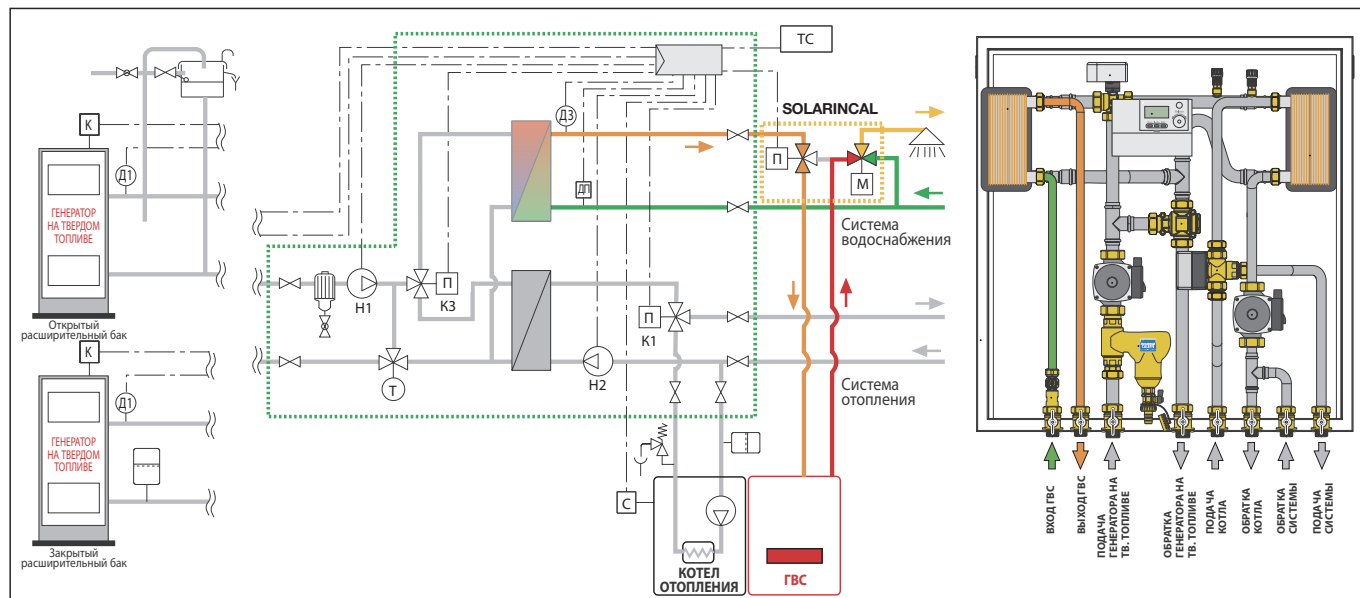 К
Д1
ГЕНЕРАТОР
НА ТВЕРДОМ
ТОПЛИВЕ
Открытый
расширительный бак
К
Д1
ГЕНЕРАТОР
НА ТВЕРДОМ
ТОПЛИВЕ
Закрытый
расширительный бак
ТС
Д3
ДП
SOLARINCAL
П
М
Система
водоснабжения
Н1
П
К3
П
К1
Т
Н2
Система
отопления
С
КОТЕЛ
ОТОПЛЕНИЯ
ГВС
ВХОД ГВС
ВЫХОД ГВС
ПОДАЧА
ГЕНЕРАТОРА НА
ТВ. ТОПЛИВЕ
ОБРАТКА
ГЕНЕРАТОРА НА
ТВ. ТОПЛИВЕ
ПОДАЧА
КОТЛА
ОБРАТКА
КОТЛА
ОБРАТКА
СИСТЕМЫ
ПОДАЧА
СИСТЕМЫ